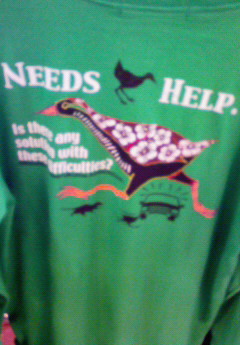 NEEDS HELP.
Is there any
solution with
these difficulties?